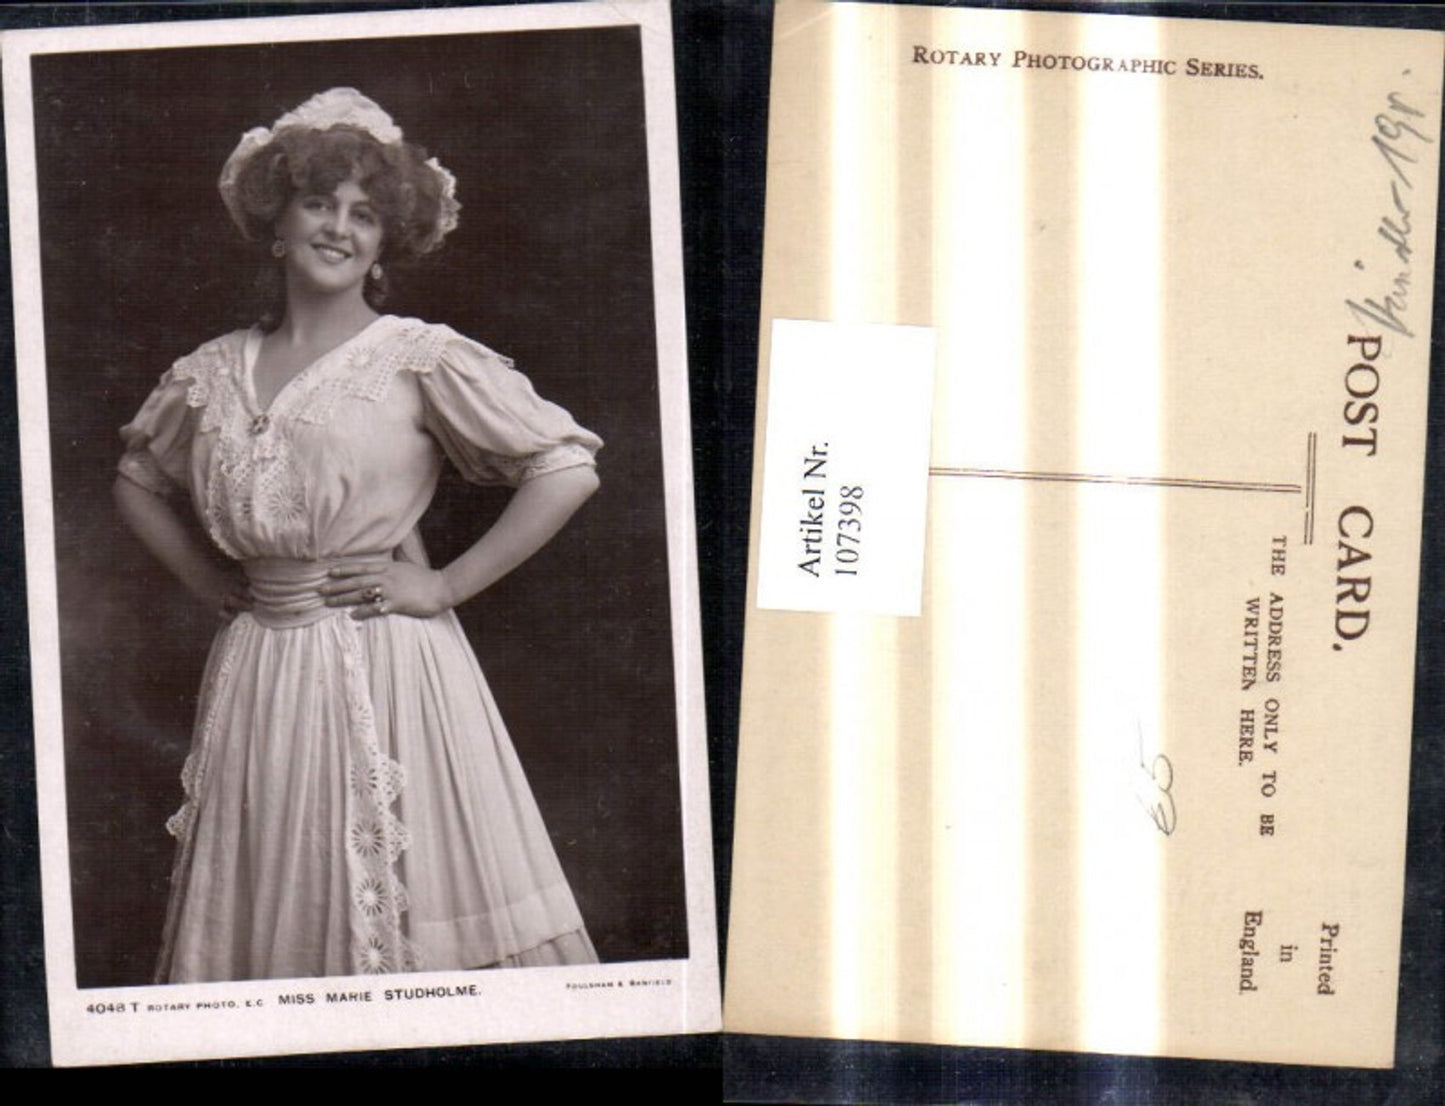 4048 T ROTARY PHOTO, E.C MISS MARIE STUDHOLME.
FOULSHAM & BANFIELD
ROTARY PHOTOGRAPHIC SERIES.
POST CARD.
THE ADDRESS ONLY TO BE
WRITTEN HERE.
Printed
in
England.
Artikel Nr.
107398